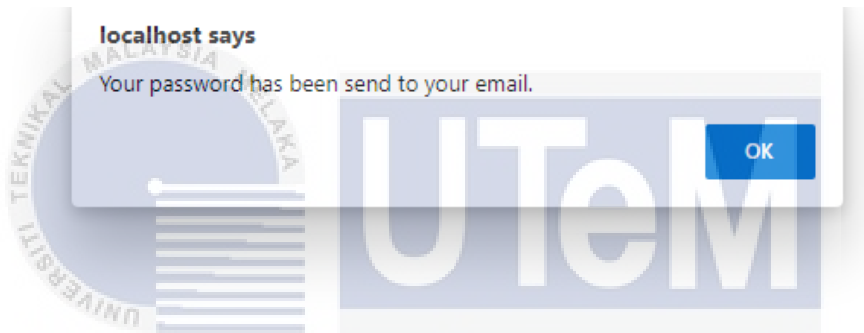 localhost says
Your password has been send to your email.
OK
UNIVERSITI TEKNIKAL MALAYSIA MELAKA
UTeM